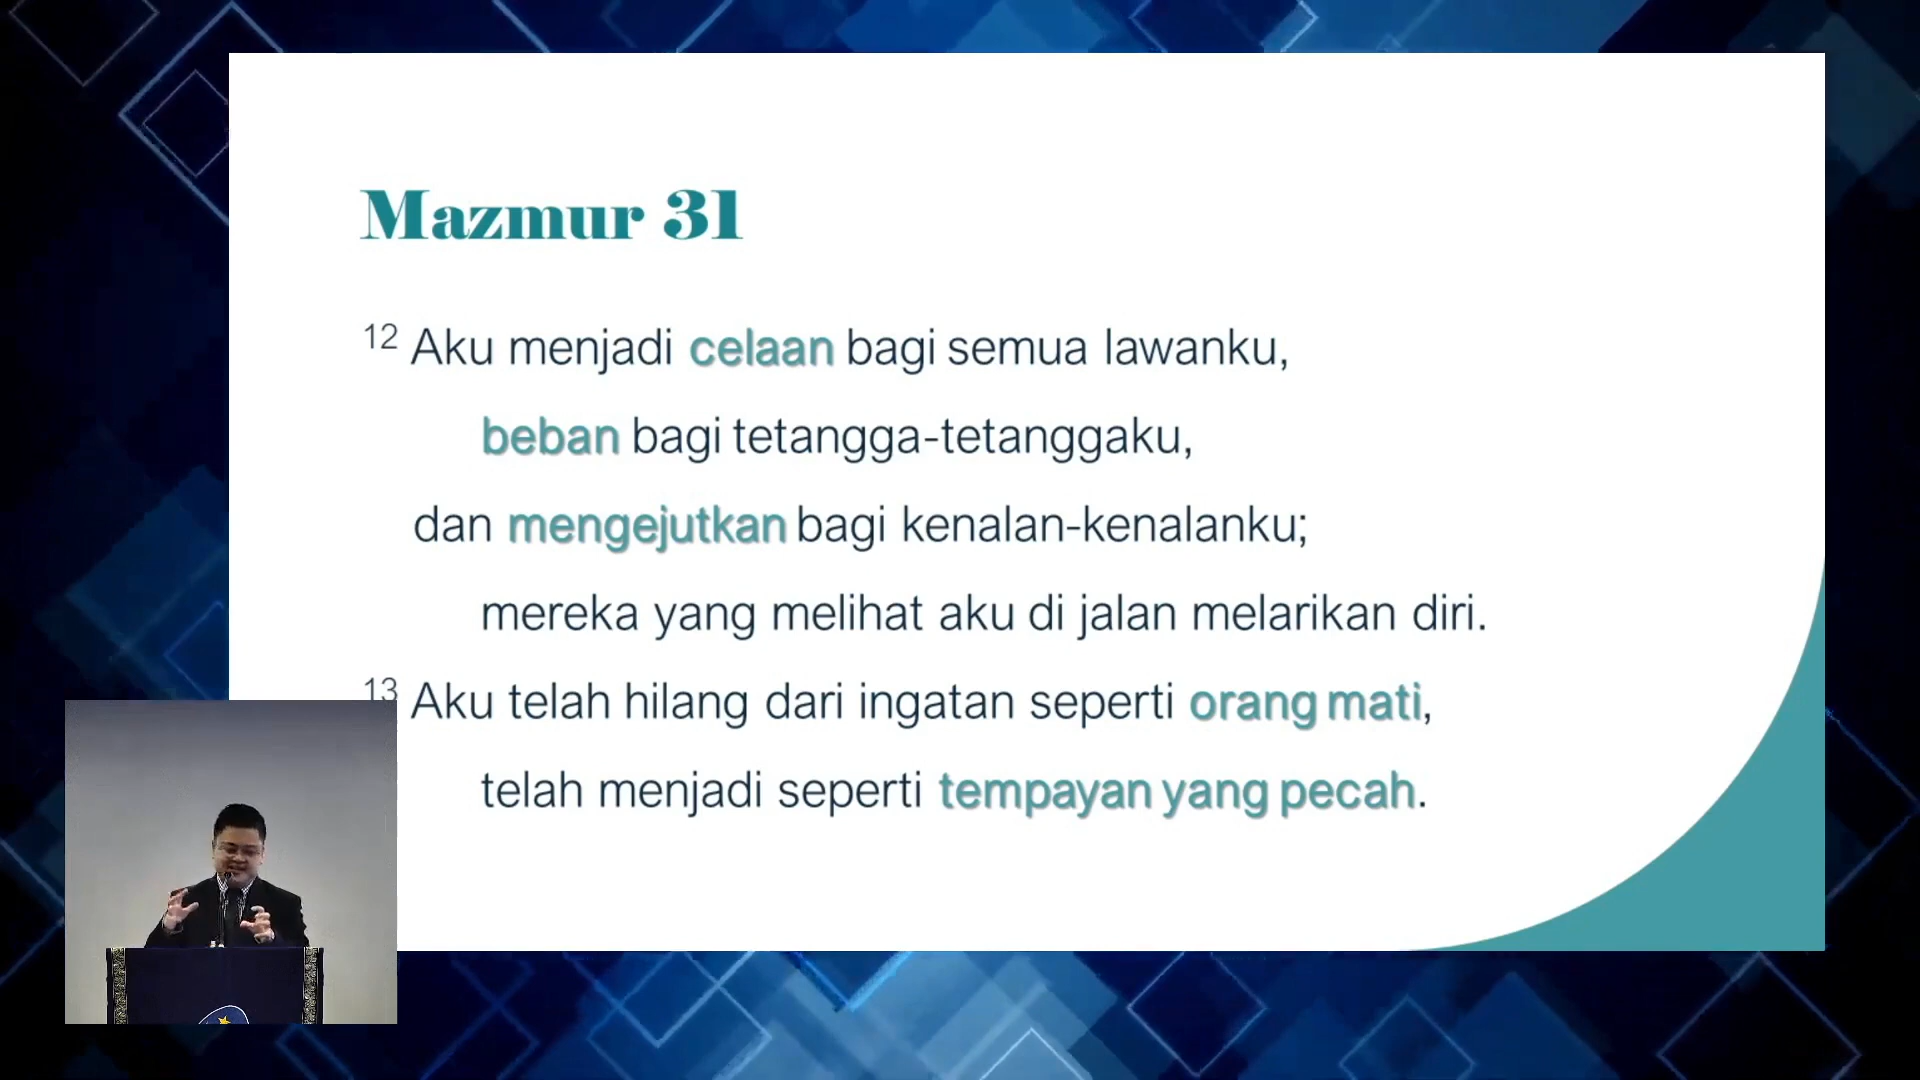 Mazmur 31
12 Aku menjadi celaan bagi semua lawanku,
beban bagi tetangga-tetanggaku,
dan mengejutkan bagi kenalan-kenalanku;
mereka yang melihat aku di jalan melarikan diri.
13 Aku telah hilang dari ingatan seperti orang mati,
telah menjadi seperti tempayan yang pecah.